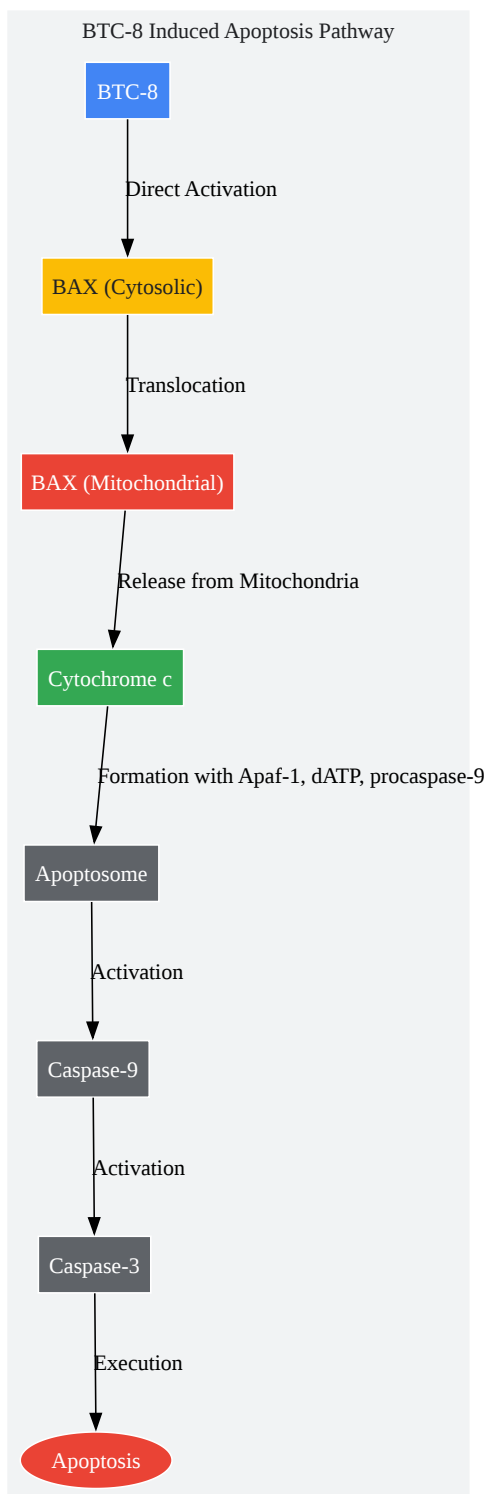 BTC-8 Induced Apoptosis Pathway
BTC-8
Direct Activation
BAX (Cytosolic)
Translocation
BAX (Mitochondrial)
Release from Mitochondria
Cytochrome c
Formation with Apaf-1, dATP, procaspase-9
Apoptosome
Activation
Caspase-9
Activation
Caspase-3
Execution
Apoptosis